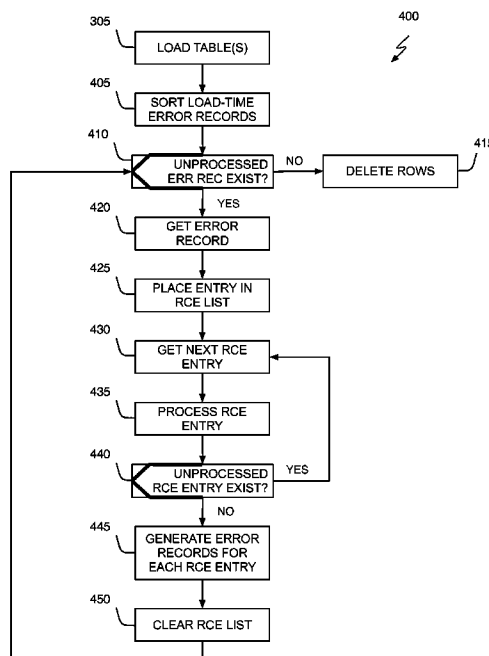 305
400
LOAD TABLE(S)
405
SORT LOAD-TIME
ERROR RECORDS
410
UNPROCESSED
ERR REC EXIST?
NO
DELETE ROWS
415
YES
420
GET ERROR
RECORD
425
PLACE ENTRY IN
RCE LIST
430
GET NEXT RCE
ENTRY
435
PROCESS RCE
ENTRY
440
UNPROCESSED
RCE ENTRY EXIST?
YES
NO
445
GENERATE ERROR
RECORDS FOR
EACH RCE ENTRY
450
CLEAR RCE LIST